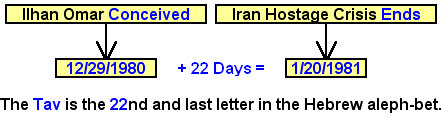 Ilhan Omar Conceived Iran Hostage Crisis Ends
12/29/1980 + 22 Days = 1/20/1981
The Tav is the 22nd and last letter in the Hebrew aleph-bet.